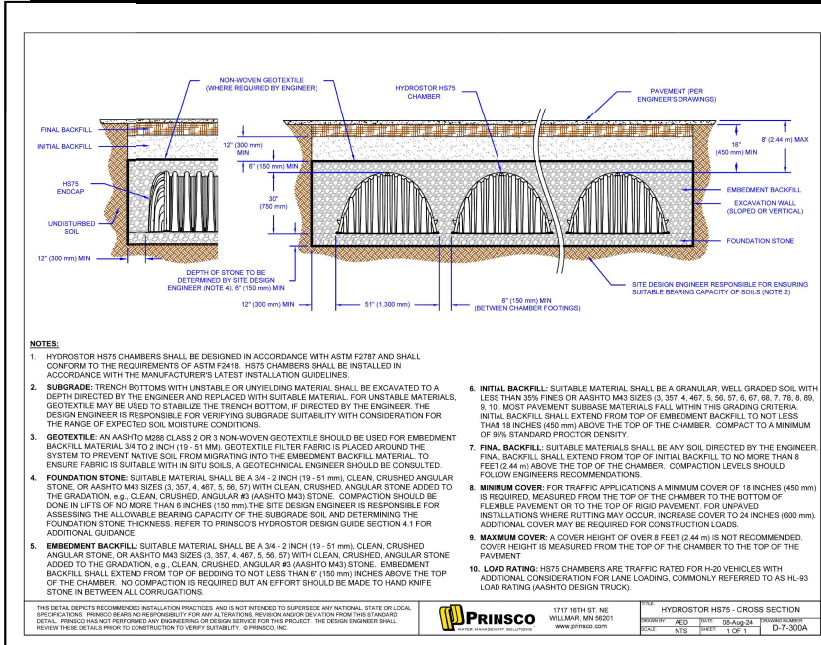 NON-WOVEN GEOTEXTILE
(WHERE REQUIRED BY ENGINEER)
HYDROSTOR HS75
CHAMBER
PAVEMENT (PER
ENGINEER'S DRAWINGS)
FINAL BACKFILL
INITIAL BACKFILL
12" (300 mm)
MIN
6" (150 mm) MIN
18"
(450 mm) MIN
8' (2.44 m) MAX
HS75
ENDCAP
30"
(750 mm)
EMBEDMENT BACKFILL
EXCAVATION WALL
(SLOPED OR VERTICAL)
UNDISTURBED
SOIL
FOUNDATION STONE
12" (300 mm) MIN
DEPTH OF STONE TO BE
DETERMINED BY SITE DESIGN
ENGINEER (NOTE 4), 6" (150 mm) MIN
SITE DESIGN ENGINEER RESPONSIBLE FOR ENSURING
SUITABLE BEARING CAPACITY OF SOILS (NOTE 2)
12" (300 mm) MIN
51" (1,300 mm)
6" (150 mm) MIN
(BETWEEN CHAMBER FOOTINGS)
NOTES:
1. HYDROSTOR HS75 CHAMBERS SHALL BE DESIGNED IN ACCORDANCE WITH ASTM F2787 AND SHALL
CONFORM TO THE REQUIREMENTS OF ASTM F2418. HS75 CHAMBERS SHALL BE INSTALLED IN
ACCORDANCE WITH THE MANUFACTURER'S LATEST INSTALLATION GUIDELINES.
2. SUBGRADE: TRENCH BOTTOMS WITH UNSTABLE OR UNYIELDING MATERIAL SHALL BE EXCAVATED TO A
DEPTH DIRECTED BY THE ENGINEER AND REPLACED WITH SUITABLE MATERIAL. FOR UNSTABLE MATERIALS,
GEOTEXTILE MAY BE USED TO STABILIZE THE TRENCH BOTTOM, IF DIRECTED BY THE ENGINEER. THE
DESIGN ENGINEER IS RESPONSIBLE FOR VERIFYING SUBGRADE SUITABILITY WITH CONSIDERATION FOR
THE RANGE OF EXPECTED SOIL MOISTURE CONDITIONS.
3. GEOTEXTILE: AN AASHTO M288 CLASS 2 OR 3 NON-WOVEN GEOTEXTILE SHOULD BE USED FOR EMBEDMENT
BACKFILL MATERIAL 3/4 TO 2 INCH (19 - 51 MM). GEOTEXTILE FILTER FABRIC IS PLACED AROUND THE
SYSTEM TO PREVENT NATIVE SOIL FROM MIGRATING INTO THE EMBEDMENT BACKFILL MATERIAL. TO
ENSURE FABRIC IS SUITABLE WITH IN SITU SOILS, A GEOTECHNICAL ENGINEER SHOULD BE CONSULTED.
4. FOUNDATION STONE: SUITABLE MATERIAL SHALL BE A 3/4 - 2 INCH (19 - 51 mm), CLEAN, CRUSHED ANGULAR
STONE, OR AASHTO M43 SIZES (3, 357, 4, 467, 5, 56, 57) WITH CLEAN, CRUSHED, ANGULAR STONE ADDED TO
THE GRADATION, e.g., CLEAN, CRUSHED, ANGULAR #3 (AASHTO M43) STONE. COMPACTION SHOULD BE
DONE IN LIFTS OF NO MORE THAN 6 INCHES (150 mm).THE SITE DESIGN ENGINEER IS RESPONSIBLE FOR
ASSESSING THE ALLOWABLE BEARING CAPACITY OF THE SUBGRADE SOIL AND DETERMINING THE
FOUNDATION STONE THICKNESS. REFER TO PRINSCO'S HYDROSTOR DESIGN GUIDE SECTION 4.1 FOR
ADDITIONAL GUIDANCE
5. EMBEDMENT BACKFILL: SUITABLE MATERIAL SHALL BE A 3/4 - 2 INCH (19 - 51 mm), CLEAN, CRUSHED
ANGULAR STONE, OR AASHTO M43 SIZES (3, 357, 4, 467, 5, 56, 57) WITH CLEAN, CRUSHED, ANGULAR STONE
ADDED TO THE GRADATION, e.g., CLEAN, CRUSHED, ANGULAR #3 (AASHTO M43) STONE. EMBEDMENT
BACKFILL SHALL EXTEND FROM TOP OF BEDDING TO NOT LESS THAN 6" (150 mm) INCHES ABOVE THE TOP
OF THE CHAMBER. NO COMPACTION IS REQUIRED BUT AN EFFORT SHOULD BE MADE TO HAND KNIFE
STONE IN BETWEEN ALL CORRUGATIONS.
6. INITIAL BACKFILL: SUITABLE MATERIAL SHALL BE A GRANULAR, WELL GRADED SOIL WITH
LESS THAN 35% FINES OR AASHTO M43 SIZES (3, 357, 4, 467, 5, 56, 57, 6, 67, 68, 7, 78, 8, 89,
9, 10. MOST PAVEMENT SUBBASE MATERIALS FALL WITHIN THIS GRADING CRITERIA.
INITIAL BACKFILL SHALL EXTEND FROM TOP OF EMBEDMENT BACKFILL TO NOT LESS
THAN 18 INCHES (450 mm) ABOVE THE TOP OF THE CHAMBER. COMPACT TO A MINIMUM
OF 95% STANDARD PROCTOR DENSITY.
7. FINAL BACKFILL: SUITABLE MATERIALS SHALL BE ANY SOIL DIRECTED BY THE ENGINEER.
FINAL BACKFILL SHALL EXTEND FROM TOP OF INITIAL BACKFILL TO NO MORE THAN 8
FEET (2.44 m) ABOVE THE TOP OF THE CHAMBER. COMPACTION LEVELS SHOULD
FOLLOW ENGINEERS RECOMMENDATIONS.
8. MINIMUM COVER: FOR TRAFFIC APPLICATIONS A MINIMUM COVER OF 18 INCHES (450 mm)
IS REQUIRED, MEASURED FROM THE TOP OF THE CHAMBER TO THE BOTTOM OF
FLEXIBLE PAVEMENT OR TO THE TOP OF RIGID PAVEMENT. FOR UNPAVED
INSTALLATIONS WHERE RUTTING MAY OCCUR, INCREASE COVER TO 24 INCHES (600 mm).
ADDITIONAL COVER MAY BE REQUIRED FOR CONSTRUCTION LOADS.
9. MAXMUM COVER: A COVER HEIGHT OF OVER 8 FEET (2.44 m) IS NOT RECOMMENDED.
COVER HEIGHT IS MEASURED FROM THE TOP OF THE CHAMBER TO THE TOP OF THE
PAVEMENT
10. LOAD RATING: HS75 CHAMBERS ARE TRAFFIC RATED FOR H-20 VEHICLES WITH
ADDITIONAL CONSIDERATION FOR LANE LOADING, COMMONLY REFERRED TO AS HL-93
LOAD RATING (AASHTO DESIGN TRUCK).
THIS DETAIL DEPICTS RECOMMENDED INSTALLATION PRACTICES AND IS NOT INTENDED TO SUPERSEDE ANY NATIONAL, STATE OR LOCAL
SPECIFICATIONS. PRINSCO BEARS NO RESPONSIBILITY FOR ANY ALTERATIONS, REVISION AND/OR DEVIATION FROM THIS STANDARD
DETAIL. PRINSCO HAS NOT PERFORMED ANY ENGINEERING OR DESIGN SERVICE FOR THIS PROJECT. THE DESIGN ENGINEER SHALL
REVIEW THESE DETAILS PRIOR TO CONSTRUCTION TO VERIFY SUITABILITY. © PRINSCO, INC.
PRINSCO
WATER MANAGEMENT SOLUTIONS
1717 16TH ST. NE
WILLMAR, MN 56201
www.prinsco.com
TITLE:
HYDROSTOR HS75 - CROSS SECTION
DRAWN BY: AED DATE: 08-Aug-24 DRAWING NUMBER:
SCALE: NTS SHEET: 1 OF 1 D-7-300A